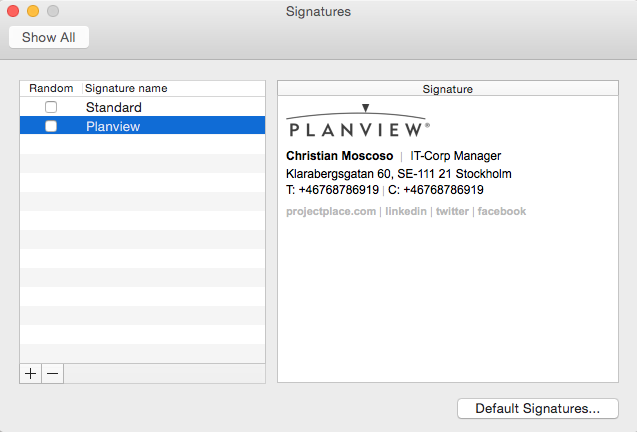 Signatures
Show All
Random Signature name
Standard
Planview
Signature
PLANVIEW®
Christian Moscoso | IT-Corp Manager
Klarabergsgatan 60, SE-111 21 Stockholm
T: +46768786919 | C: +46768786919
projectplace.com | linkedin | twitter | facebook
+ −
Default Signatures...